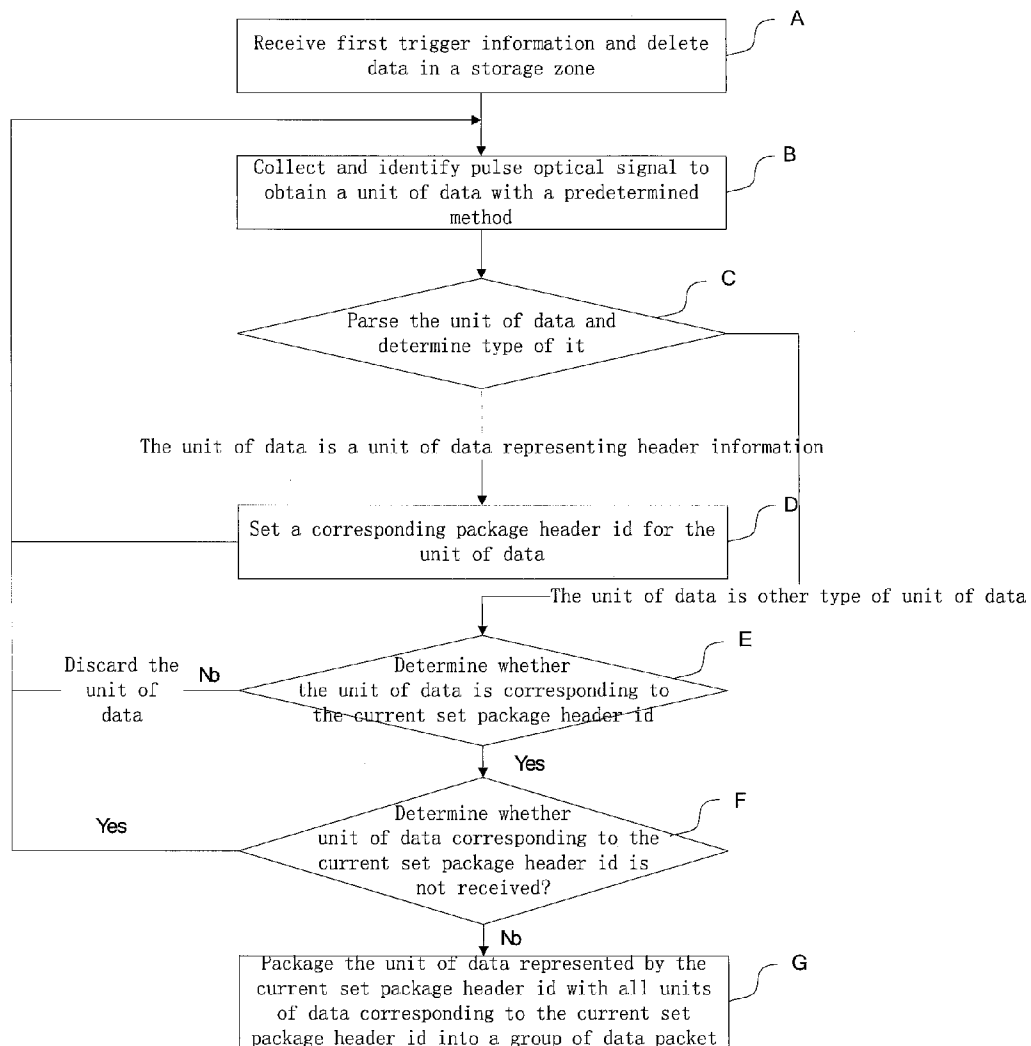 A
Receive first trigger information and delete
data in a storage zone
B
Collect and identify pulse optical signal to
obtain a unit of data with a predetermined
method
C
Parse the unit of data and
determine type of it
The unit of data is a unit of data representing header information
D
Set a corresponding package header id for the
unit of data
The unit of data is other type of unit of data
E
Determine whether
the unit of data is corresponding to
the current set package header id
No
Discard the
unit of
data
Yes
F
Determine whether
unit of data corresponding to the
current set package header id is
not received?
Yes
No
G
Package the unit of data represented by the
current set package header id with all units
of data corresponding to the current set
package header id into a group of data packet